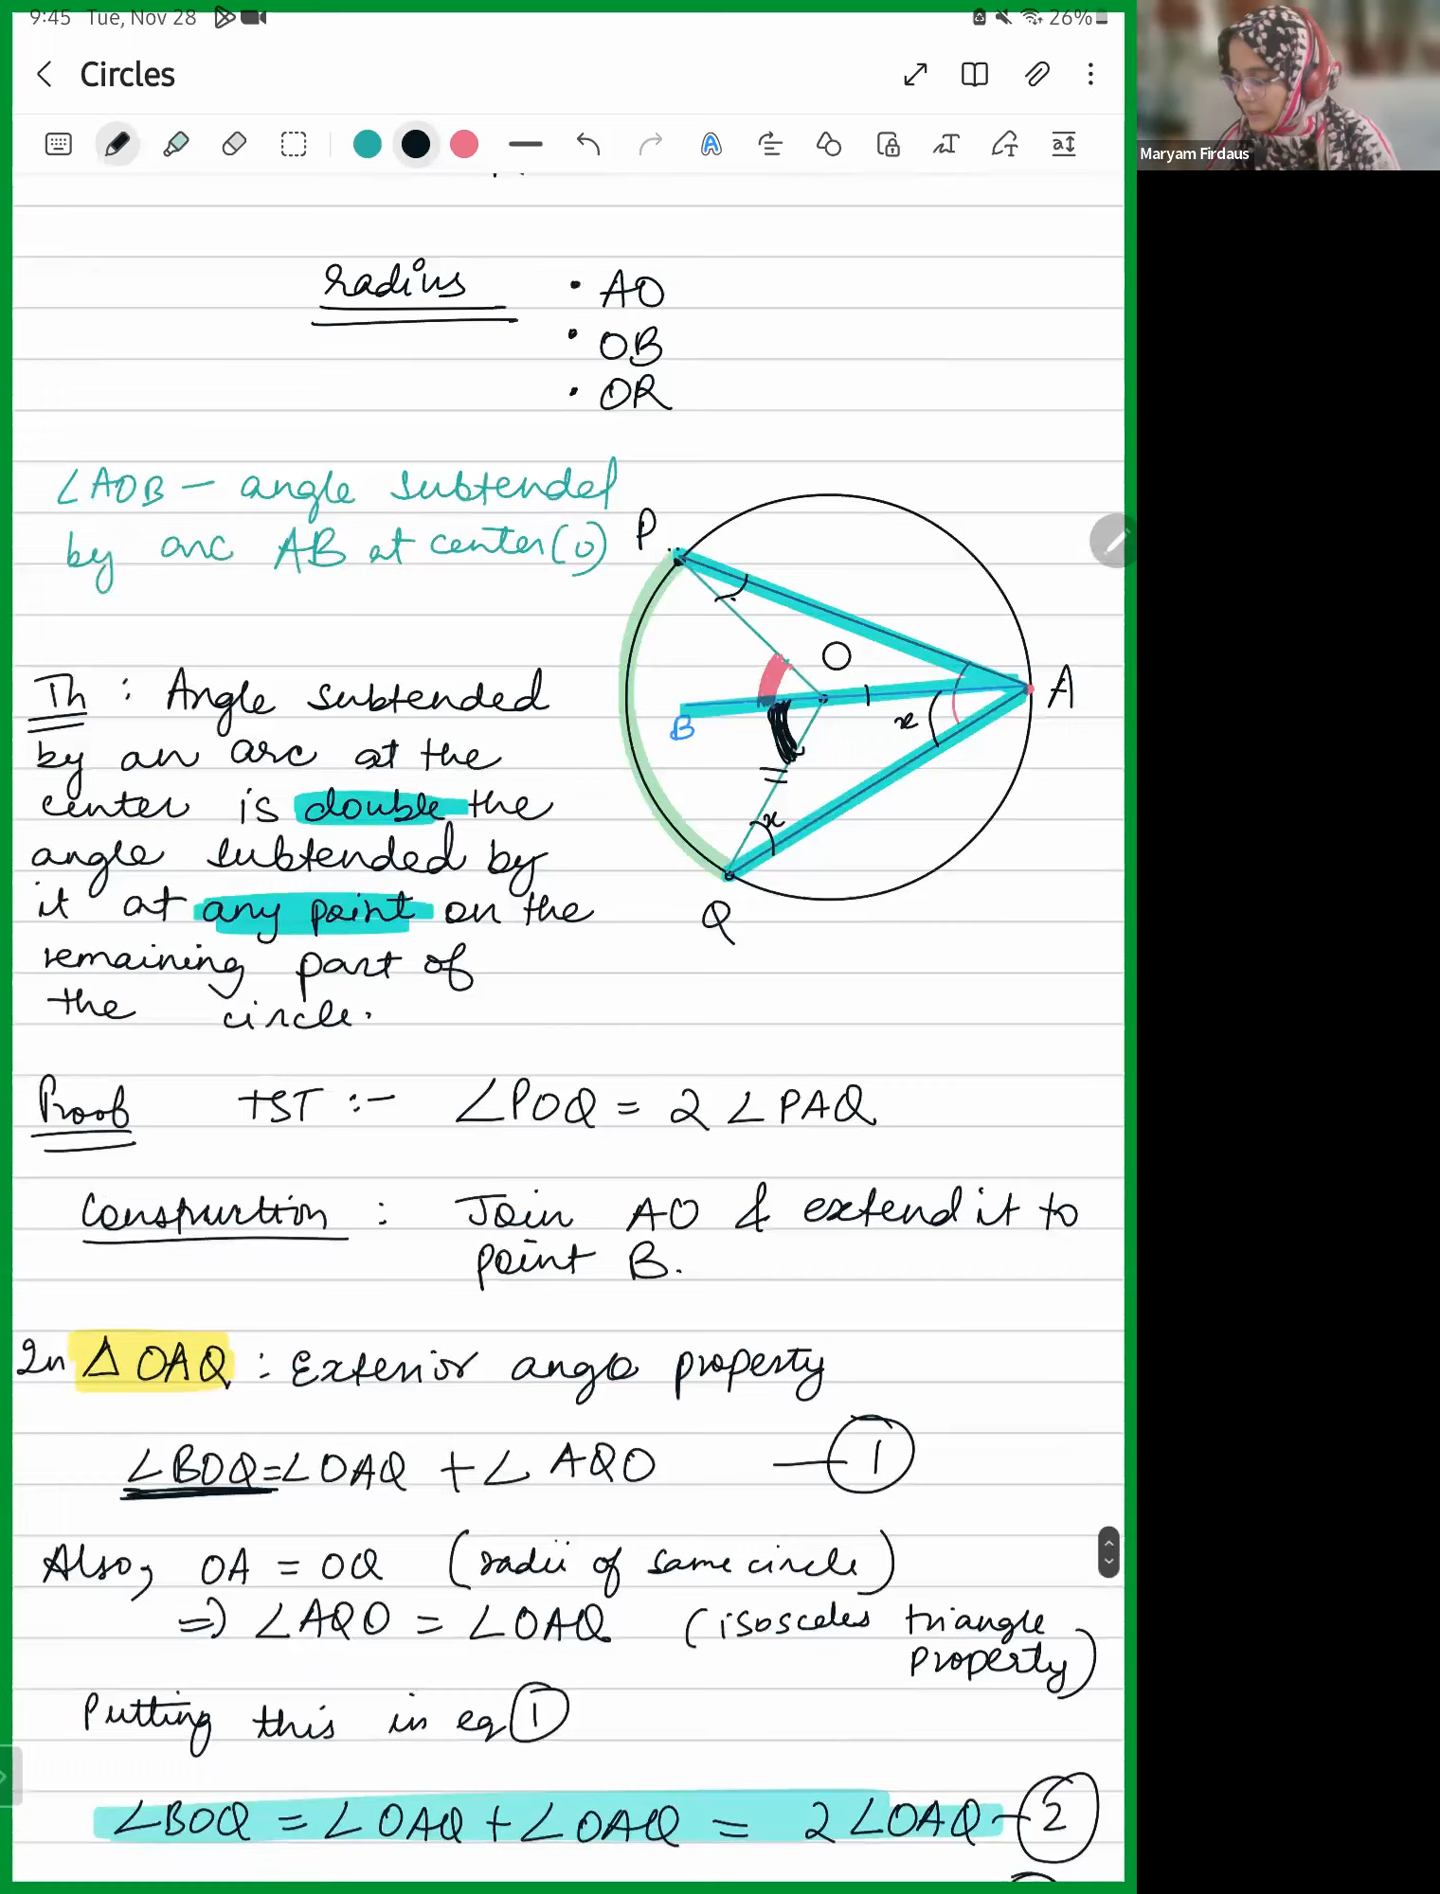 9:45 Tue, Nov 28
26%
Circles
Maryam Firdaus
radius
• AO
• OB
• OR
∠AOB — angle subtended
by arc AB at center(O)
P
O
A
B
x
x
Q
Th : Angle subtended
by an arc at the
center is double the
angle subtended by
it at any point on the
remaining part of
the circle.
Proof TST :- ∠POQ = 2 ∠PAQ
Construction : Join AO & extend it to
point B.
In △ OAQ : Exterior angle property
∠BOQ = ∠OAQ + ∠AQO — 1
Also, OA = OQ (radii of same circle)
=) ∠AQO = ∠OAQ (isosceles triangle
property)
Putting this in eq 1
∠BOQ = ∠OAQ + ∠OAQ = 2 ∠OAQ — 2